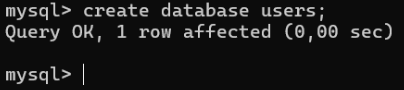 mysql> create database users;
Query OK, 1 row affected (0,00 sec)
mysql>